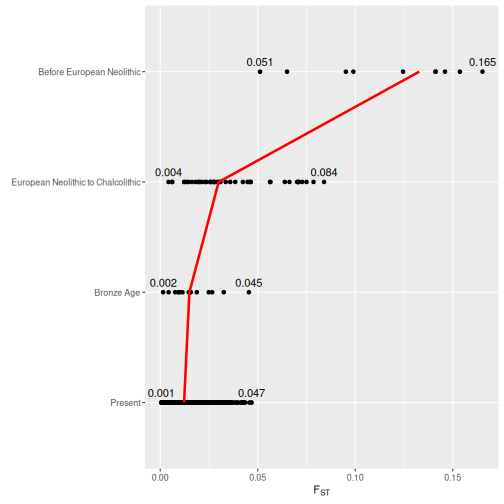 0.051
0.165
Before European Neolithic
0.004
0.084
European Neolithic to Chalcolithic
0.002
0.045
Bronze Age
0.001
0.047
Present
0.00
0.05
0.10
0.15
FST